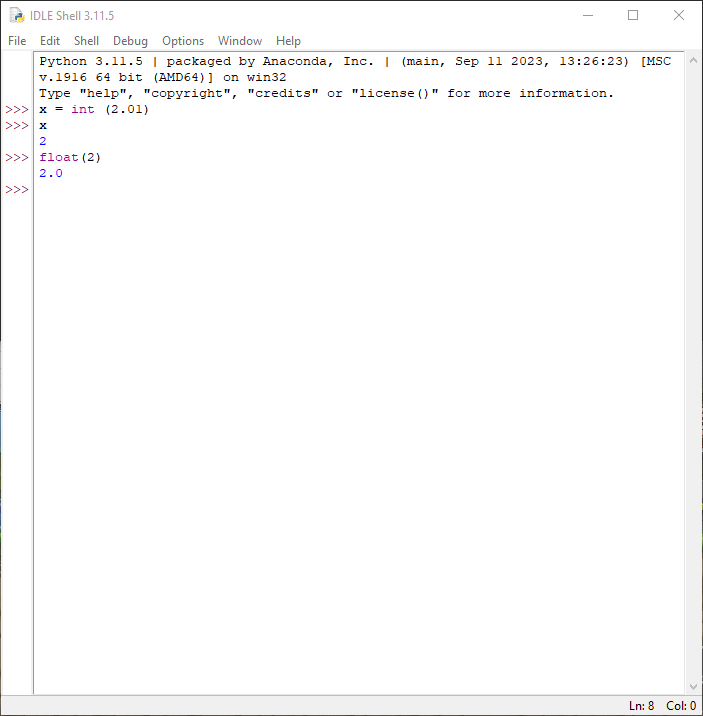 IDLE Shell 3.11.5
File Edit Shell Debug Options Window Help
Python 3.11.5 | packaged by Anaconda, Inc. | (main, Sep 11 2023, 13:26:23) [MSC
v.1916 64 bit (AMD64)] on win32
Type "help", "copyright", "credits" or "license()" for more information.
>>> x = int (2.01)
>>> x
2
>>> float(2)
2.0
>>>
Ln: 8 Col: 0